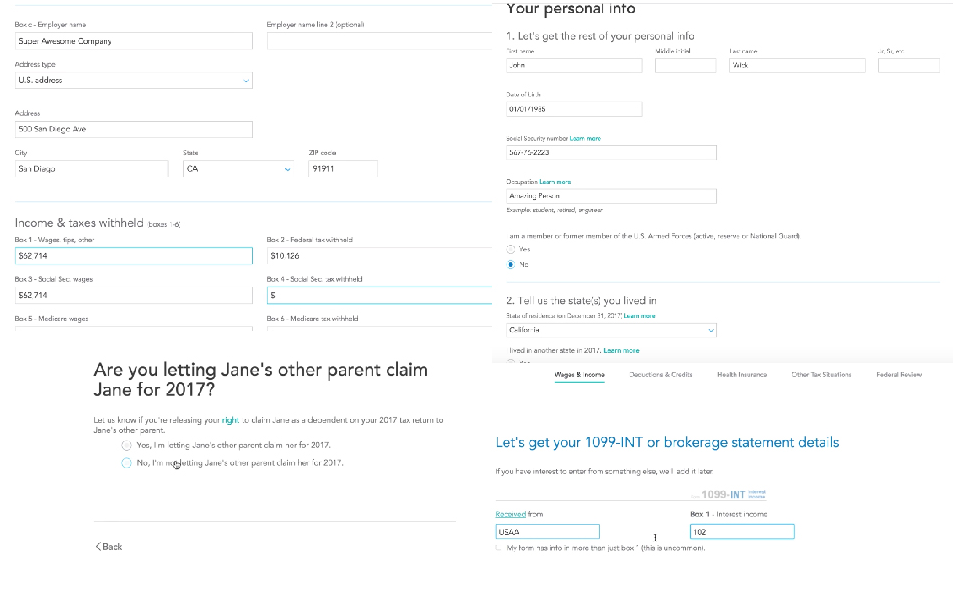 Box c - Employer name
Employer name line 2 (optional)
Super Awesome Company
Address type
U.S. address
Address
500 San Diego Ave
City
State
ZIP code
San Diego
CA
91911
Income & taxes withheld (boxes 1-6)
Box 1 - Wages, tips, other
Box 2 - Federal tax withheld
$62,714
$10,126
Box 3 - Social Sec. wages
Box 4 - Social Sec. tax withheld
$62,714
$
Box 5 - Medicare wages
Box 6 - Medicare tax withheld
Your personal info
1. Let's get the rest of your personal info
First name
Middle initial
Last name
Jr, Sr, etc
John
Wick
Date of birth
01/01/1985
Social Security number Learn more
567-75-2223
Occupation Learn more
Amazing Person
Example: student, retired, engineer
I am a member or former member of the U.S. Armed Forces (active, reserve or National Guard)
Yes
No
2. Tell us the state(s) you lived in
State of residence (on December 31, 2017) Learn more
California
I lived in another state in 2017. Learn more
Are you letting Jane's other parent claim
Jane for 2017?
Let us know if you're releasing your right to claim Jane as a dependent on your 2017 tax return to
Jane's other parent.
Yes, I'm letting Jane's other parent claim her for 2017.
No, I'm not letting Jane's other parent claim her for 2017.
Back
Wages & Income
Deductions & Credits
Health Insurance
Other Tax Situations
Federal Review
Let's get your 1099-INT or brokerage statement details
If you have interest to enter from something else, we'll add it later
1099-INT
Received from
Box 1 - Interest income
USAA
102
My form has info in more than just box 1 (this is uncommon).